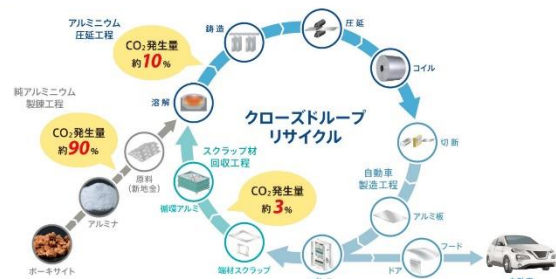 アルミニウム
圧延工程
鋳造
圧延
CO₂発生量
約10%
コイル
純アルミニウム
製錬工程
溶解
クローズドループ
リサイクル
CO₂発生量
約90%
スクラップ材
回収工程
切断
原料
(新地金)
自動車
製造工程
循環アルミ
CO₂発生量
約3%
アルミナ
アルミ板
ボーキサイト
端材スクラップ
フード
ドア